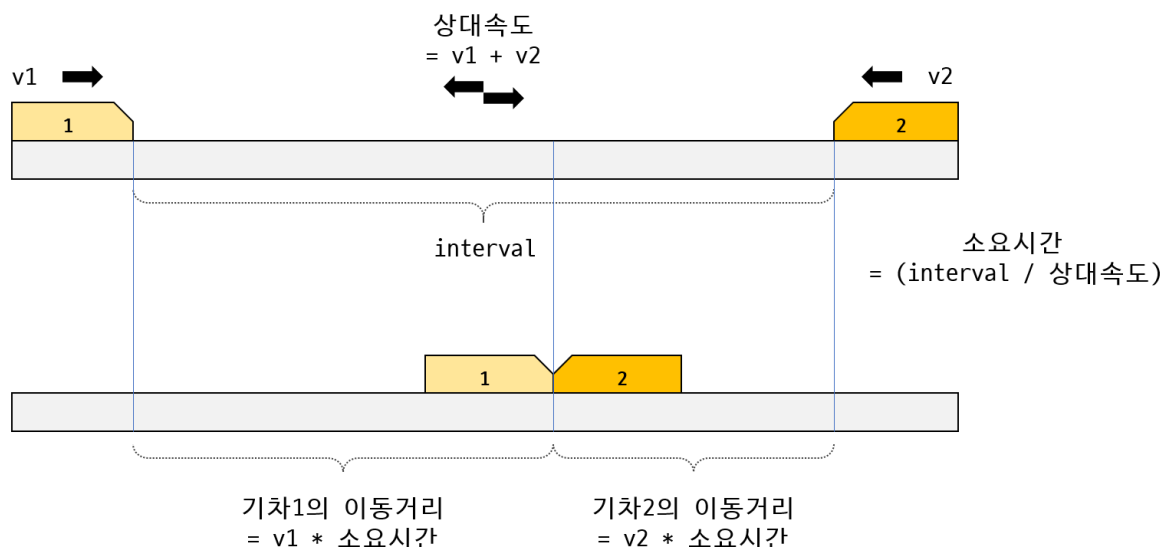 상대속도
= v1 + v2
v1
v2
1
2
interval
소요시간
= (interval / 상대속도)
1
2
기차1의 이동거리
= v1 * 소요시간
기차2의 이동거리
= v2 * 소요시간